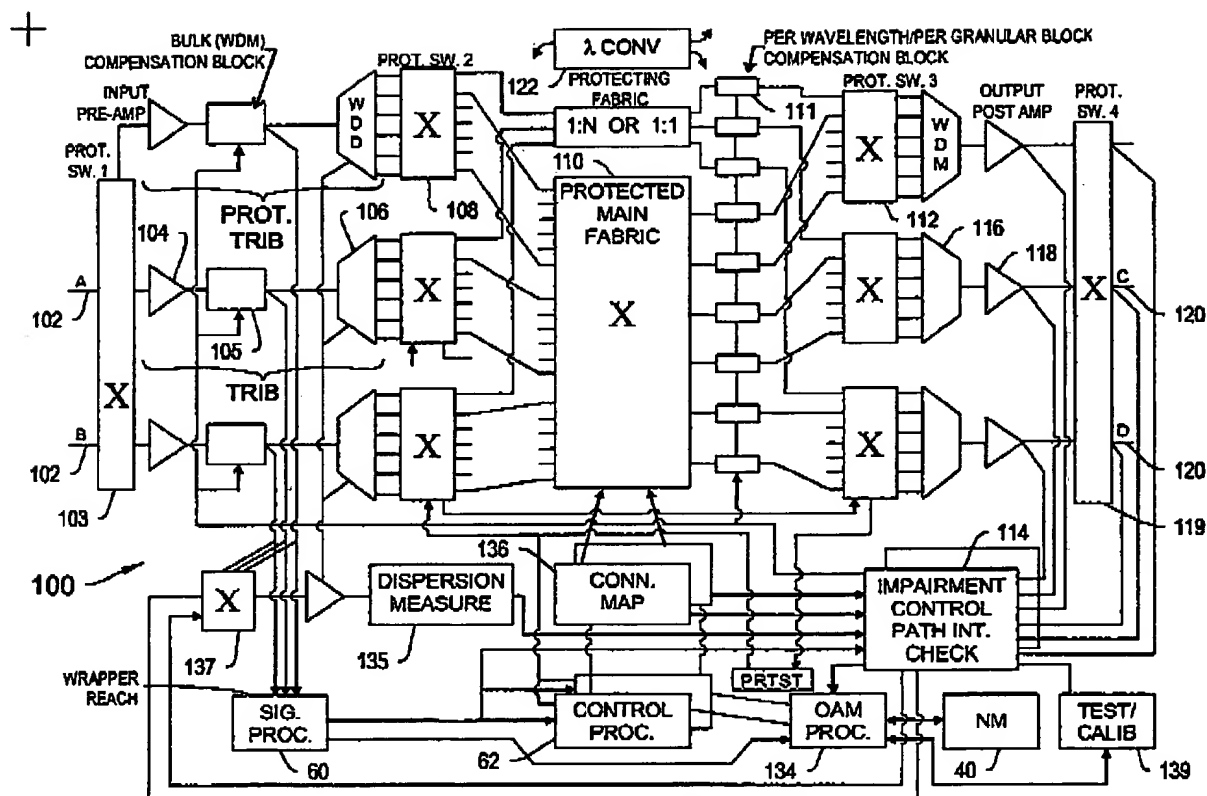 BULK (WDM)
COMPENSATION BLOCK
λ CONV
PER WAVELENGTH/PER GRANULAR BLOCK
COMPENSATION BLOCK
PROT. SW. 2
122
PROTECTING
FABRIC
PROT. SW. 3
INPUT
PRE-AMP
OUTPUT
POST AMP
PROT.
SW. 4
WDD
X
1:N OR 1:1
111
X
WDM
PROT.
SW. 1
110
PROT.
TRIB
106
108
PROTECTED
MAIN
FABRIC
112
116
104
118
A
X
X
X
X
C
102
120
105
TRIB
X
B
X
X
D
102
120
103
119
136
114
100
X
DISPERSION
MEASURE
CONN.
MAP
IMPAIRMENT
CONTROL
PATH INT.
CHECK
137
135
PRTST
WRAPPER
REACH
SIG.
PROC.
CONTROL
PROC.
OAM
PROC.
NM
TEST/
CALIB
60
62
134
40
139